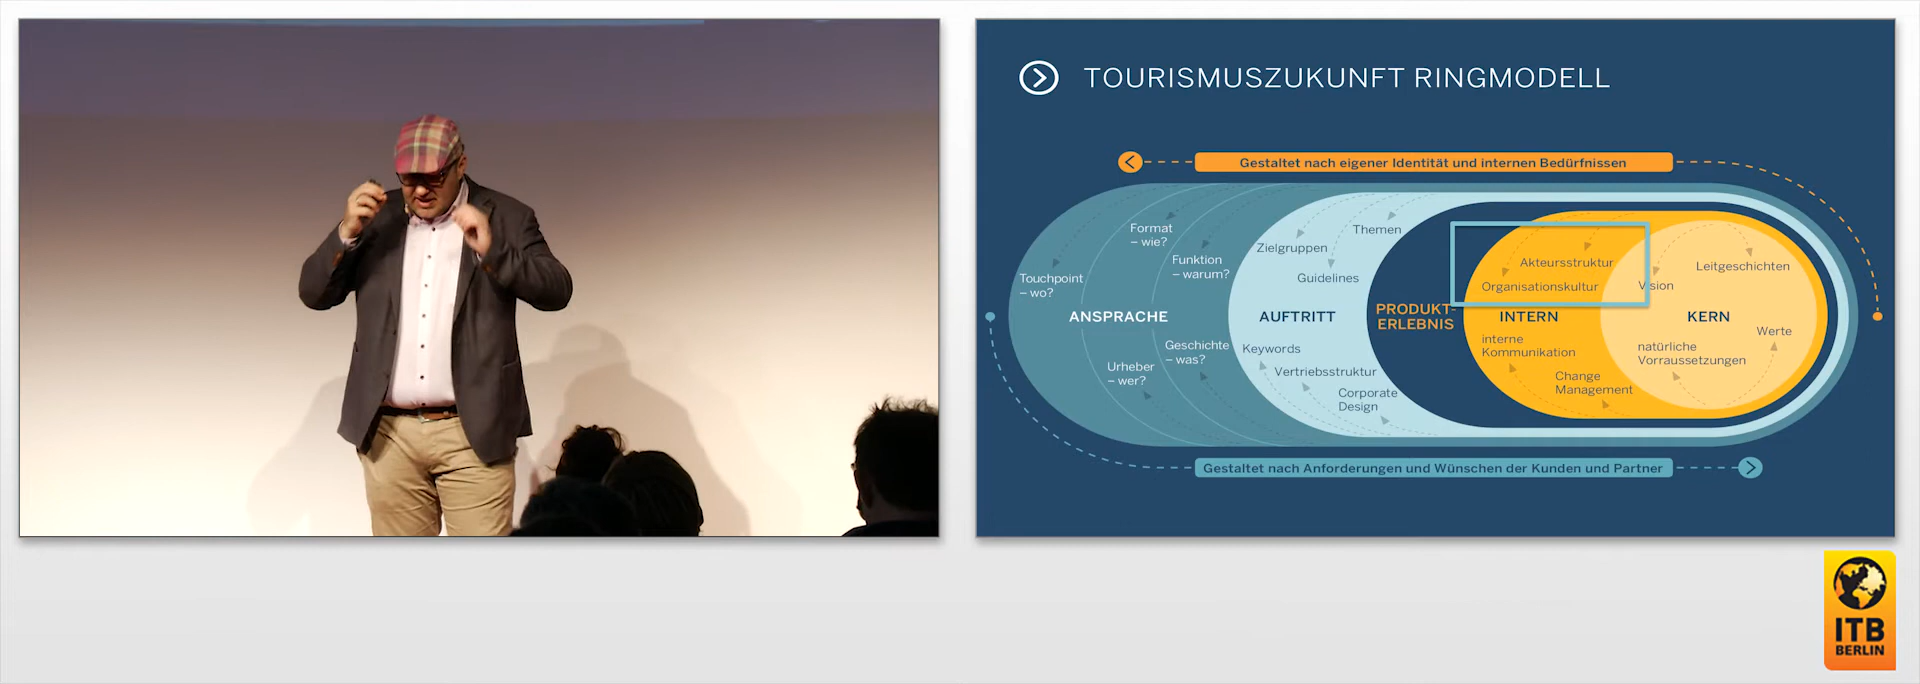 TOURISMUSZUKUNFT RINGMODELL
Gestaltet nach eigener Identität und internen Bedürfnissen
Touchpoint
– wo?
Format
– wie?
Funktion
– warum?
ANSPRACHE
Geschichte
– was?
Urheber
– wer?
Themen
Zielgruppen
Guidelines
AUFTRITT
Keywords
Vertriebsstruktur
Corporate
Design
PRODUKT-
ERLEBNIS
Akteursstruktur
Organisationskultur
INTERN
interne
Kommunikation
Change
Management
Leitgeschichten
Vision
KERN
Werte
natürliche
Vorraussetzungen
Gestaltet nach Anforderungen und Wünschen der Kunden und Partner
ITB
BERLIN